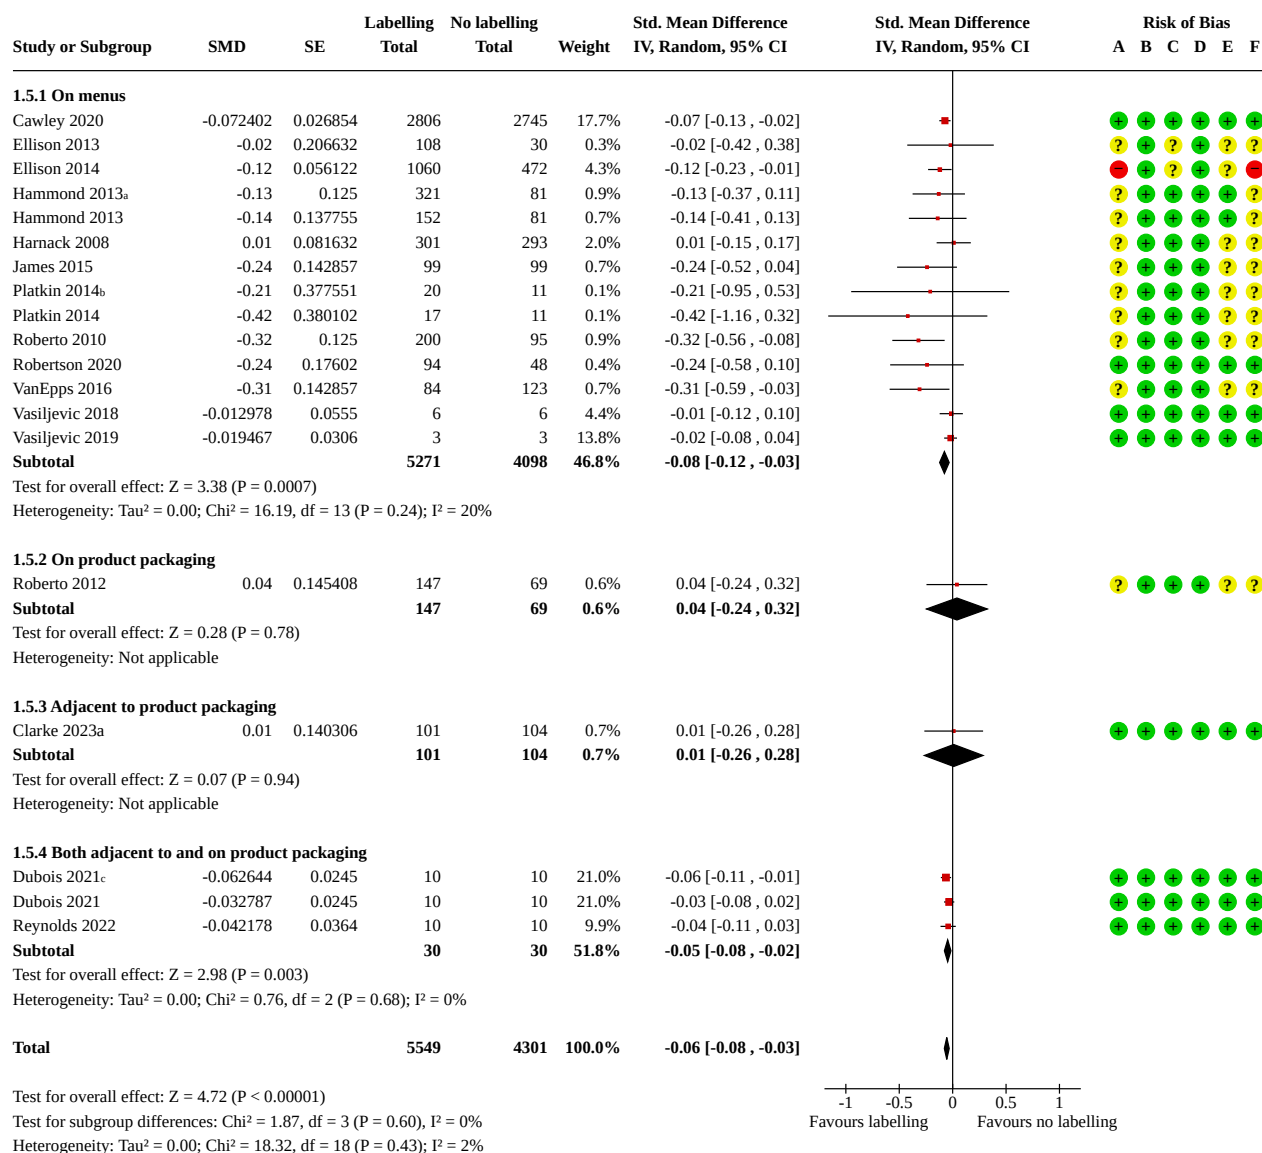 Labelling No labelling Std. Mean Difference Std. Mean Difference Risk of Bias
Study or Subgroup SMD SE Total Total Weight IV, Random, 95% CI IV, Random, 95% CI A B C D E F
1.5.1 On menus
Cawley 2020 -0.072402 0.026854 2806 2745 17.7% -0.07 [-0.13 , -0.02] + + + + + +
Ellison 2013 -0.02 0.206632 108 30 0.3% -0.02 [-0.42 , 0.38] ? + ? + ? ?
Ellison 2014 -0.12 0.056122 1060 472 4.3% -0.12 [-0.23 , -0.01] − + ? + ? −
Hammond 2013a -0.13 0.125 321 81 0.9% -0.13 [-0.37 , 0.11] ? + + + + ?
Hammond 2013 -0.14 0.137755 152 81 0.7% -0.14 [-0.41 , 0.13] ? + + + + ?
Harnack 2008 0.01 0.081632 301 293 2.0% 0.01 [-0.15 , 0.17] ? + + + ? ?
James 2015 -0.24 0.142857 99 99 0.7% -0.24 [-0.52 , 0.04] ? + + + ? ?
Platkin 2014b -0.21 0.377551 20 11 0.1% -0.21 [-0.95 , 0.53] ? + + + ? ?
Platkin 2014 -0.42 0.380102 17 11 0.1% -0.42 [-1.16 , 0.32] ? + + + ? ?
Roberto 2010 -0.32 0.125 200 95 0.9% -0.32 [-0.56 , -0.08] ? + + + ? ?
Robertson 2020 -0.24 0.17602 94 48 0.4% -0.24 [-0.58 , 0.10] + + + + + +
VanEpps 2016 -0.31 0.142857 84 123 0.7% -0.31 [-0.59 , -0.03] ? + + + ? ?
Vasiljevic 2018 -0.012978 0.0555 6 6 4.4% -0.01 [-0.12 , 0.10] + + + + + +
Vasiljevic 2019 -0.019467 0.0306 3 3 13.8% -0.02 [-0.08 , 0.04] + + + + + +
Subtotal 5271 4098 46.8% -0.08 [-0.12 , -0.03]
Test for overall effect: Z = 3.38 (P = 0.0007)
Heterogeneity: Tau² = 0.00; Chi² = 16.19, df = 13 (P = 0.24); I² = 20%
1.5.2 On product packaging
Roberto 2012 0.04 0.145408 147 69 0.6% 0.04 [-0.24 , 0.32] ? + + + ? ?
Subtotal 147 69 0.6% 0.04 [-0.24 , 0.32]
Test for overall effect: Z = 0.28 (P = 0.78)
Heterogeneity: Not applicable
1.5.3 Adjacent to product packaging
Clarke 2023a 0.01 0.140306 101 104 0.7% 0.01 [-0.26 , 0.28] + + + + + +
Subtotal 101 104 0.7% 0.01 [-0.26 , 0.28]
Test for overall effect: Z = 0.07 (P = 0.94)
Heterogeneity: Not applicable
1.5.4 Both adjacent to and on product packaging
Dubois 2021c -0.062644 0.0245 10 10 21.0% -0.06 [-0.11 , -0.01] + + + + + +
Dubois 2021 -0.032787 0.0245 10 10 21.0% -0.03 [-0.08 , 0.02] + + + + + +
Reynolds 2022 -0.042178 0.0364 10 10 9.9% -0.04 [-0.11 , 0.03] + + + + + +
Subtotal 30 30 51.8% -0.05 [-0.08 , -0.02]
Test for overall effect: Z = 2.98 (P = 0.003)
Heterogeneity: Tau² = 0.00; Chi² = 0.76, df = 2 (P = 0.68); I² = 0%
Total 5549 4301 100.0% -0.06 [-0.08 , -0.03]
Test for overall effect: Z = 4.72 (P < 0.00001)
-1 -0.5 0 0.5 1
Test for subgroup differences: Chi² = 1.87, df = 3 (P = 0.60), I² = 0% Favours labelling Favours no labelling
Heterogeneity: Tau² = 0.00; Chi² = 18.32, df = 18 (P = 0.43); I² = 2%